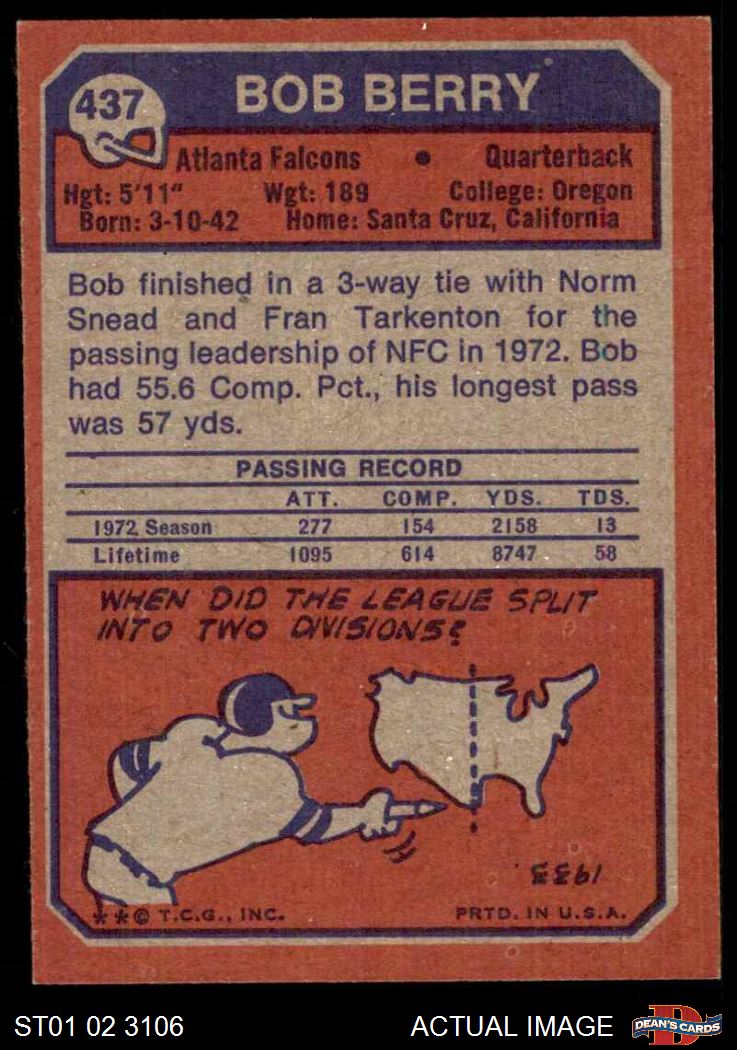 437
BOB BERRY
Atlanta Falcons • Quarterback
Hgt: 5'11" Wgt: 189 College: Oregon
Born: 3-10-42 Home: Santa Cruz, California
Bob finished in a 3-way tie with Norm
Snead and Fran Tarkenton for the
passing leadership of NFC in 1972. Bob
had 55.6 Comp. Pct., his longest pass
was 57 yds.
PASSING RECORD
ATT. COMP. YDS. TDS.
1972 Season 277 154 2158 13
Lifetime 1095 614 8747 58
WHEN DID THE LEAGUE SPLIT
INTO TWO DIVISIONS?
1933
**© T.C.G., INC. PRTD. IN U.S.A.
ST01 02 3106 ACTUAL IMAGE
D
DEAN'S CARDS